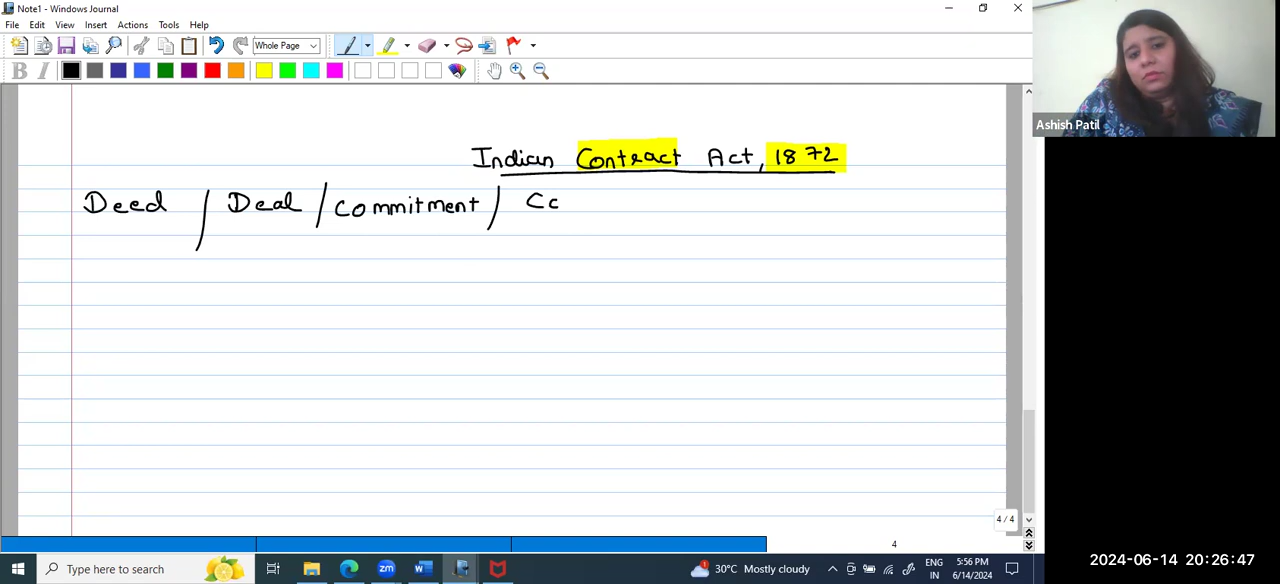 Note1 - Windows Journal
File Edit View Insert Actions Tools Help
Whole Page
B I
Ashish Patil
Indian Contract Act, 1872
Deed / Deal / commitment / Co
4 / 4
4
Type here to search
zm
W
30°C Mostly cloudy
ENG
IN
5:56 PM
6/14/2024
2024-06-14 20:26:47